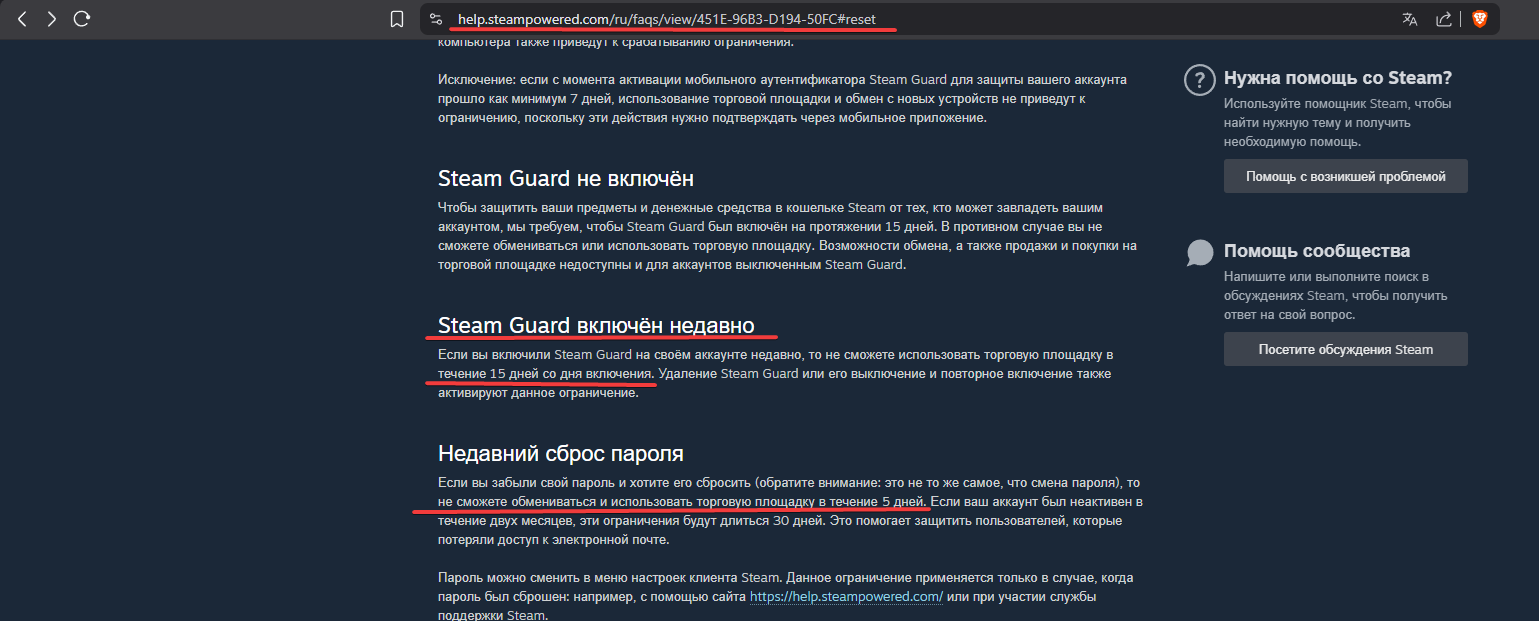 help.steampowered.com/ru/faqs/view/451E-96B3-D194-50FC#reset
компьютера также приведут к срабатыванию ограничения.
Исключение: если с момента активации мобильного аутентификатора Steam Guard для защиты вашего аккаунта
прошло как минимум 7 дней, использование торговой площадки и обмен с новых устройств не приведут к
ограничению, поскольку эти действия нужно подтверждать через мобильное приложение.
Steam Guard не включён
Чтобы защитить ваши предметы и денежные средства в кошельке Steam от тех, кто может завладеть вашим
аккаунтом, мы требуем, чтобы Steam Guard был включён на протяжении 15 дней. В противном случае вы не
сможете обмениваться или использовать торговую площадку. Возможности обмена, а также продажи и покупки на
торговой площадке недоступны и для аккаунтов выключенным Steam Guard.
Steam Guard включён недавно
Если вы включили Steam Guard на своём аккаунте недавно, то не сможете использовать торговую площадку в
течение 15 дней со дня включения. Удаление Steam Guard или его выключение и повторное включение также
активируют данное ограничение.
Недавний сброс пароля
Если вы забыли свой пароль и хотите его сбросить (обратите внимание: это не то же самое, что смена пароля), то
не сможете обмениваться и использовать торговую площадку в течение 5 дней. Если ваш аккаунт был неактивен в
течение двух месяцев, эти ограничения будут длиться 30 дней. Это помогает защитить пользователей, которые
потеряли доступ к электронной почте.
Пароль можно сменить в меню настроек клиента Steam. Данное ограничение применяется только в случае, когда
пароль был сброшен: например, с помощью сайта https://help.steampowered.com/ или при участии службы
поддержки Steam.
Нужна помощь со Steam?
Используйте помощник Steam, чтобы
найти нужную тему и получить
необходимую помощь.
Помощь с возникшей проблемой
Помощь сообщества
Напишите или выполните поиск в
обсуждениях Steam, чтобы получить
ответ на свой вопрос.
Посетите обсуждения Steam